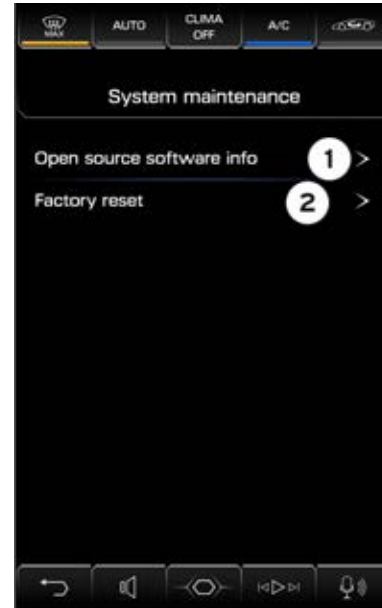 MAX
AUTO
CLIMA
OFF
A/C
System maintenance
Open source software info
1
>
Factory reset
2
>